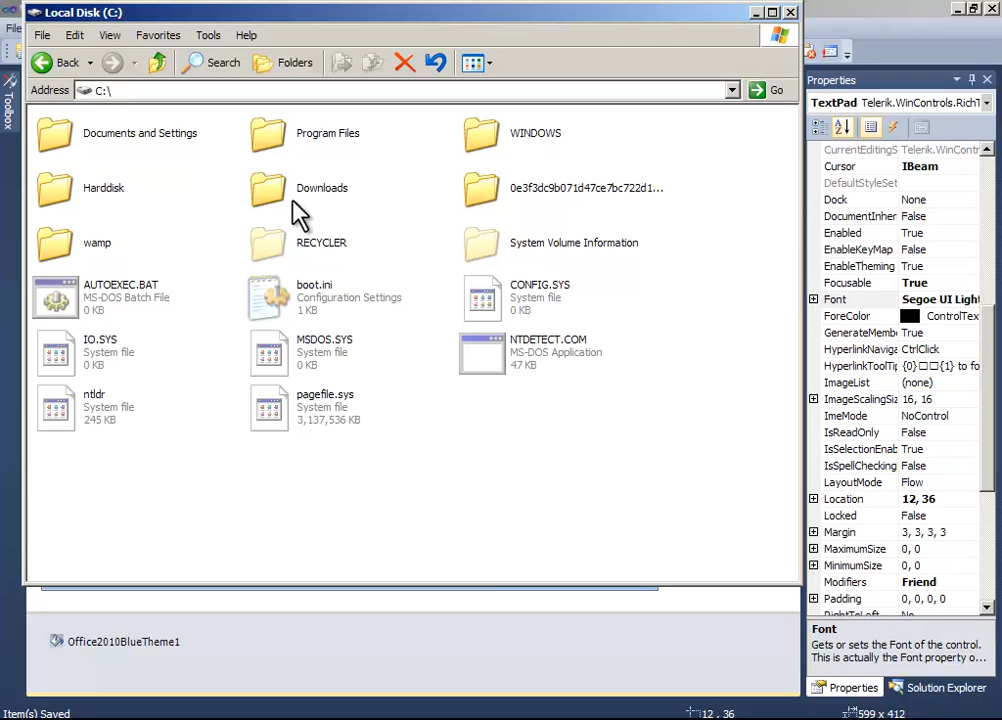 Local Disk (C:)
File Edit View Favorites Tools Help
Back Search Folders
Address C:\ Go
Documents and Settings
Program Files
WINDOWS
Harddisk
Downloads
0e3f3dc9b071d47ce7bc722d1...
wamp
RECYCLER
System Volume Information
AUTOEXEC.BAT
MS-DOS Batch File
0 KB
boot.ini
Configuration Settings
1 KB
CONFIG.SYS
System file
0 KB
IO.SYS
System file
0 KB
MSDOS.SYS
System file
0 KB
NTDETECT.COM
MS-DOS Application
47 KB
ntldr
System file
245 KB
pagefile.sys
System file
3,137,536 KB
Office2010BlueTheme1
Item(s) Saved
12 , 36
599 x 412
File
Toolbox
Properties
TextPad Telerik.WinControls.RichT
CurrentEditingS Telerik.WinContr
Cursor IBeam
DefaultStyleSet
Dock None
DocumentInher False
Enabled True
EnableKeyMap False
EnableTheming True
Focusable True
Font Segoe UI Light
ForeColor ControlTex
GenerateMembe True
HyperlinkNaviga CtrlClick
HyperlinkToolTip {0}□□{1} to fo
ImageList (none)
ImageScalingSiz 16, 16
ImeMode NoControl
IsReadOnly False
IsSelectionEnab True
IsSpellChecking False
LayoutMode Flow
Location 12, 36
Locked False
Margin 3, 3, 3, 3
MaximumSize 0, 0
MinimumSize 0, 0
Modifiers Friend
Padding 0, 0, 0, 0
RightToLeft No
Font
Gets or sets the Font of the control.
This is actually the Font property o...
Properties Solution Explorer